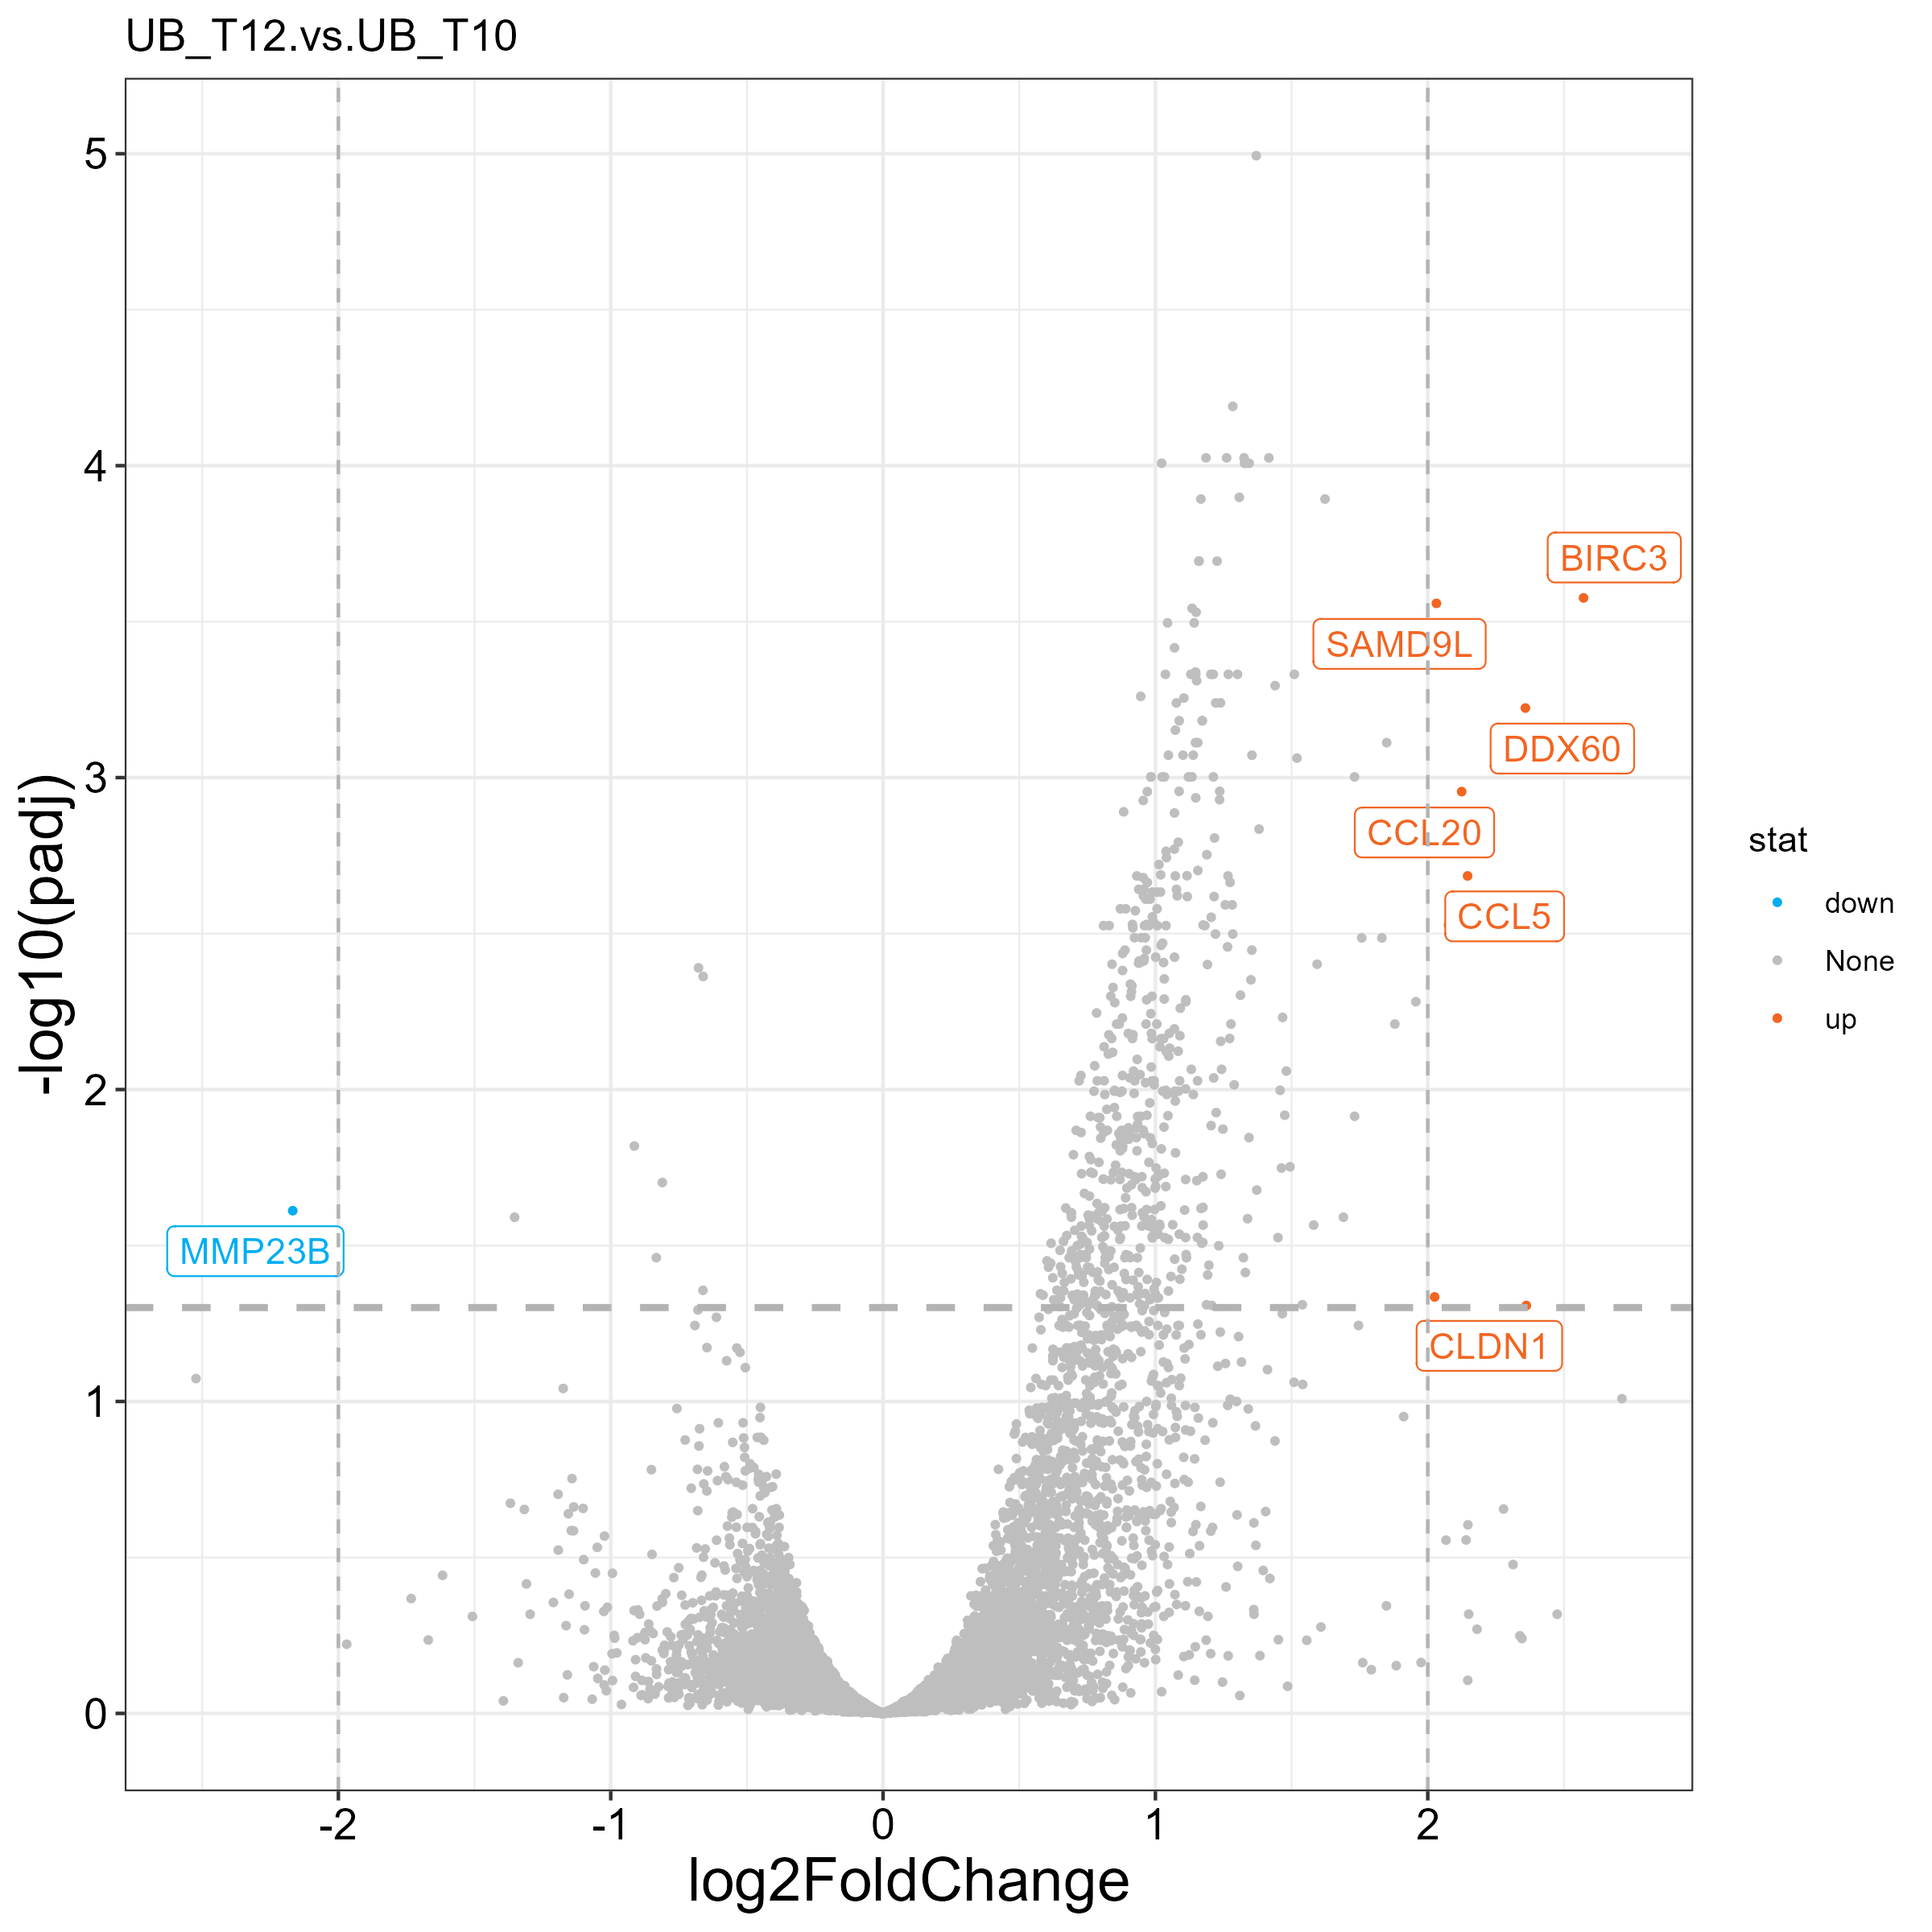 UB_T12.vs.UB_T10
5
4
3
2
1
0
-log10(padj)
BIRC3
SAMD9L
DDX60
CCL20
CCL5
MMP23B
CLDN1
-2
-1
0
1
2
log2FoldChange
stat
down
None
up